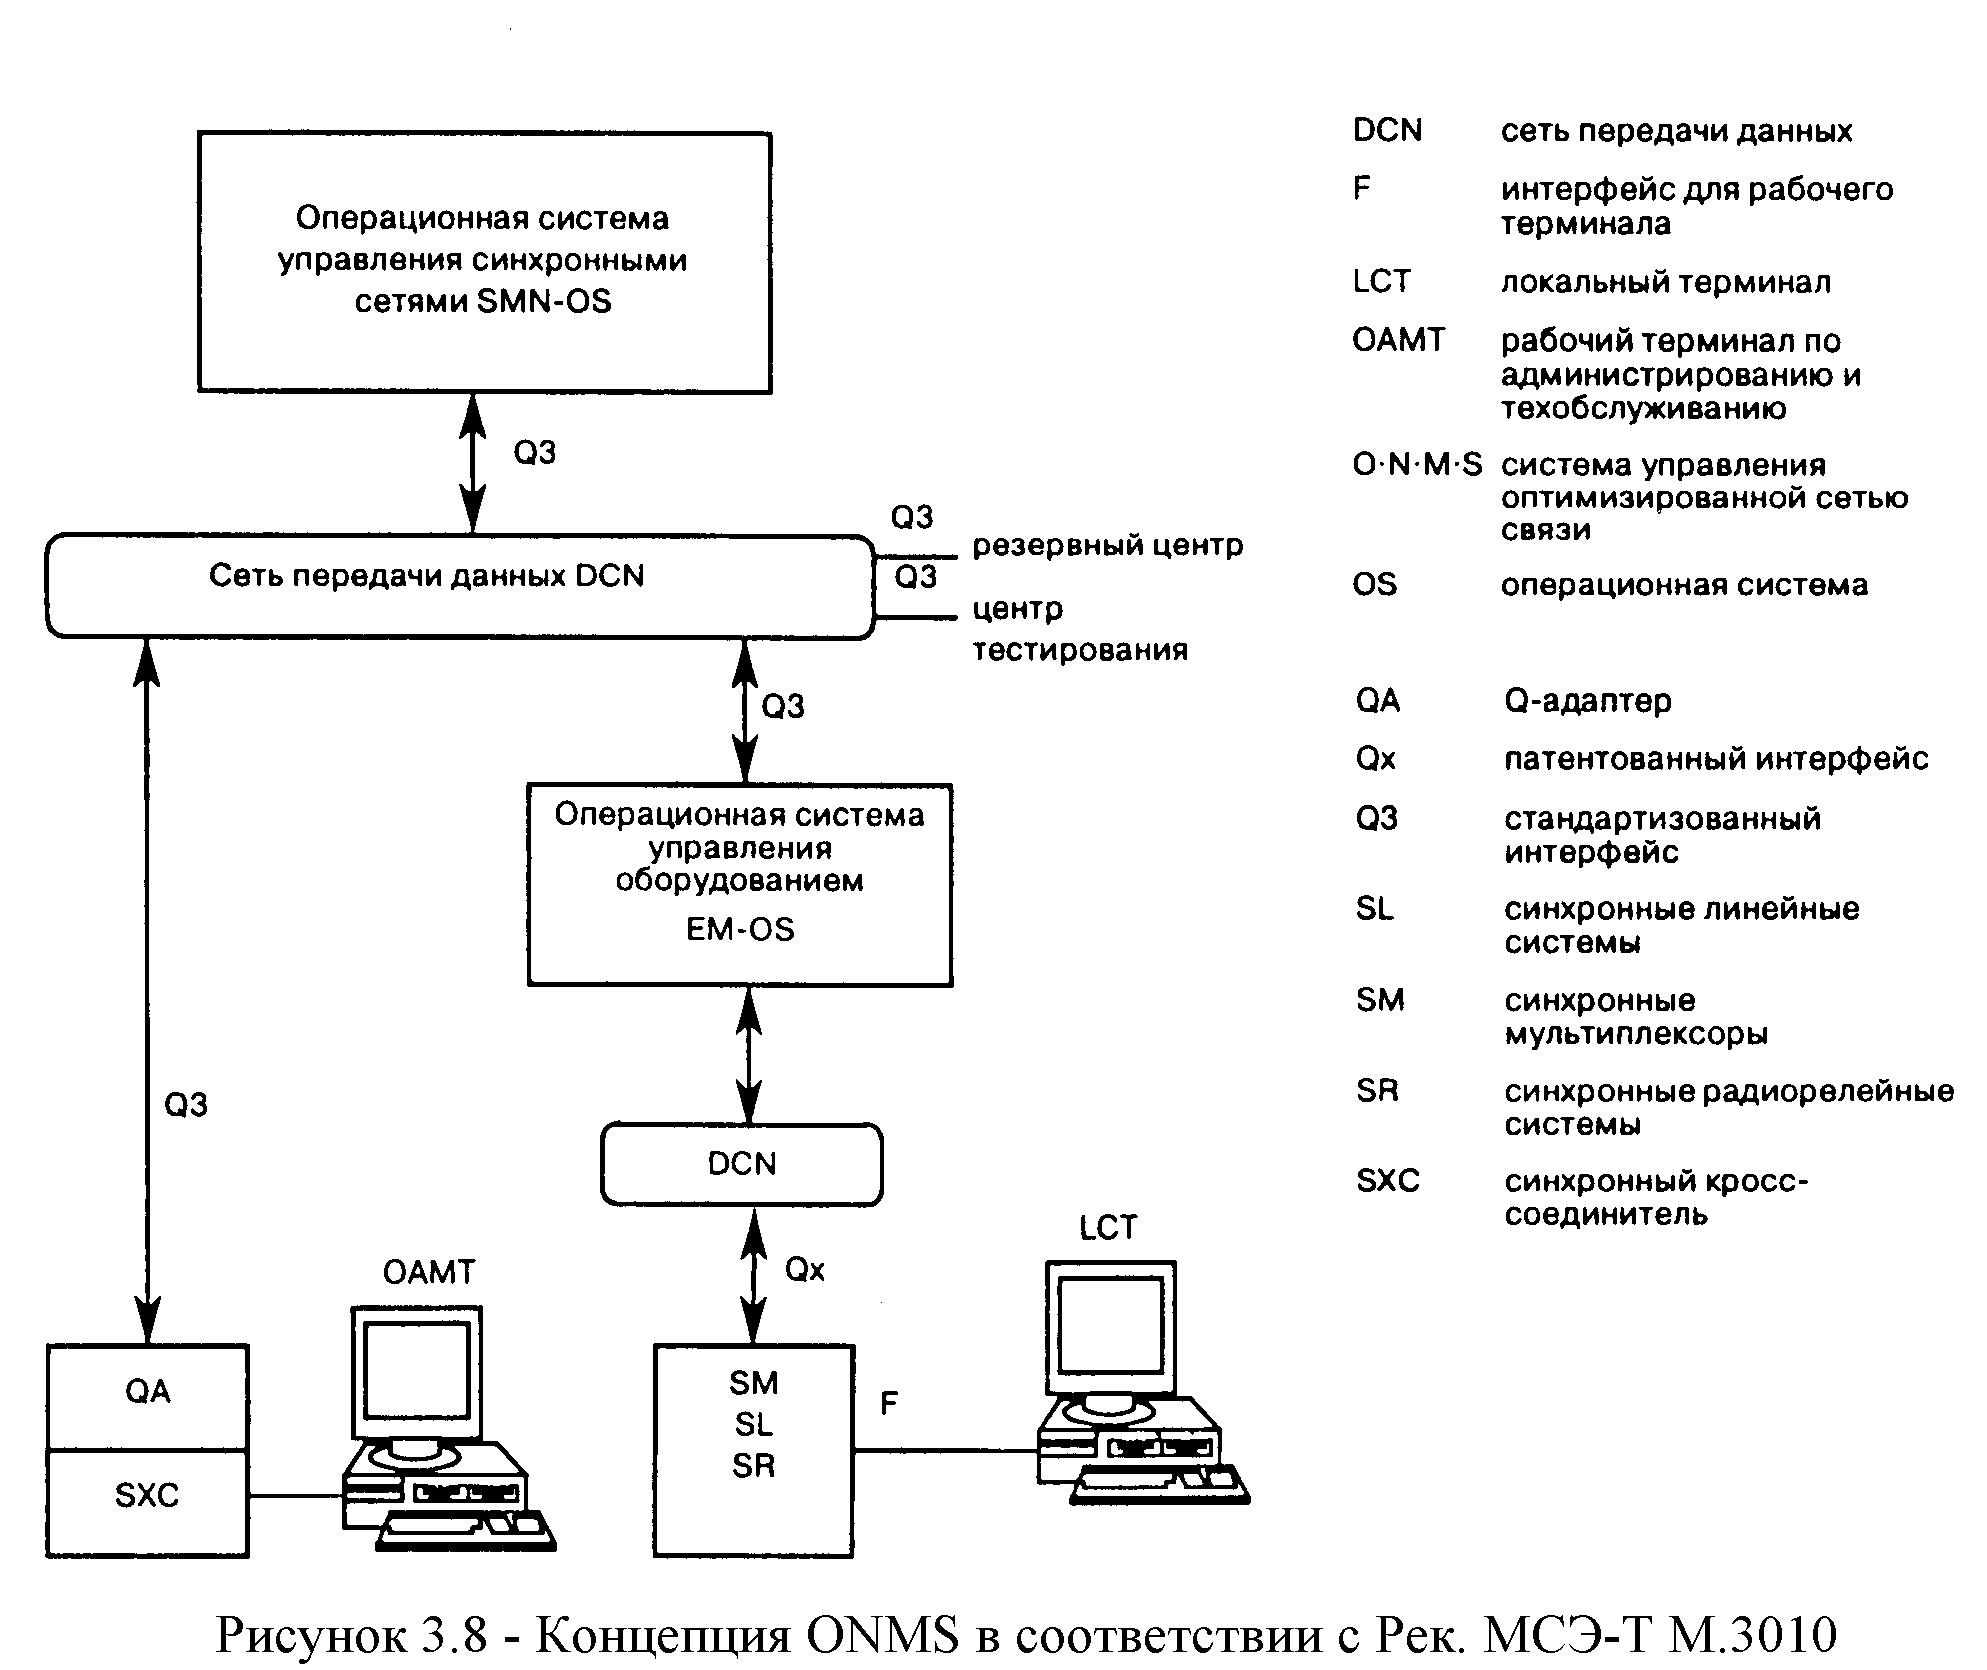 Операционная система
управления синхронными
сетями SMN-OS
Q3
Q3
резервный центр
Сеть передачи данных DCN
Q3
центр
тестирования
Q3
Операционная система
управления
оборудованием
EM-OS
Q3
DCN
LCT
OAMT
Qx
QA
SXC
SM
SL
SR
F
DCN сеть передачи данных
F интерфейс для рабочего
терминала
LCT локальный терминал
OAMT рабочий терминал по
администрированию и
техобслуживанию
O·N·M·S система управления
оптимизированной сетью
связи
OS операционная система
QA Q-адаптер
Qx патентованный интерфейс
Q3 стандартизованный
интерфейс
SL синхронные линейные
системы
SM синхронные
мультиплексоры
SR синхронные радиорелейные
системы
SXC синхронный кросс-
соединитель
Рисунок 3.8 - Концепция ONMS в соответствии с Рек. МСЭ-Т М.3010